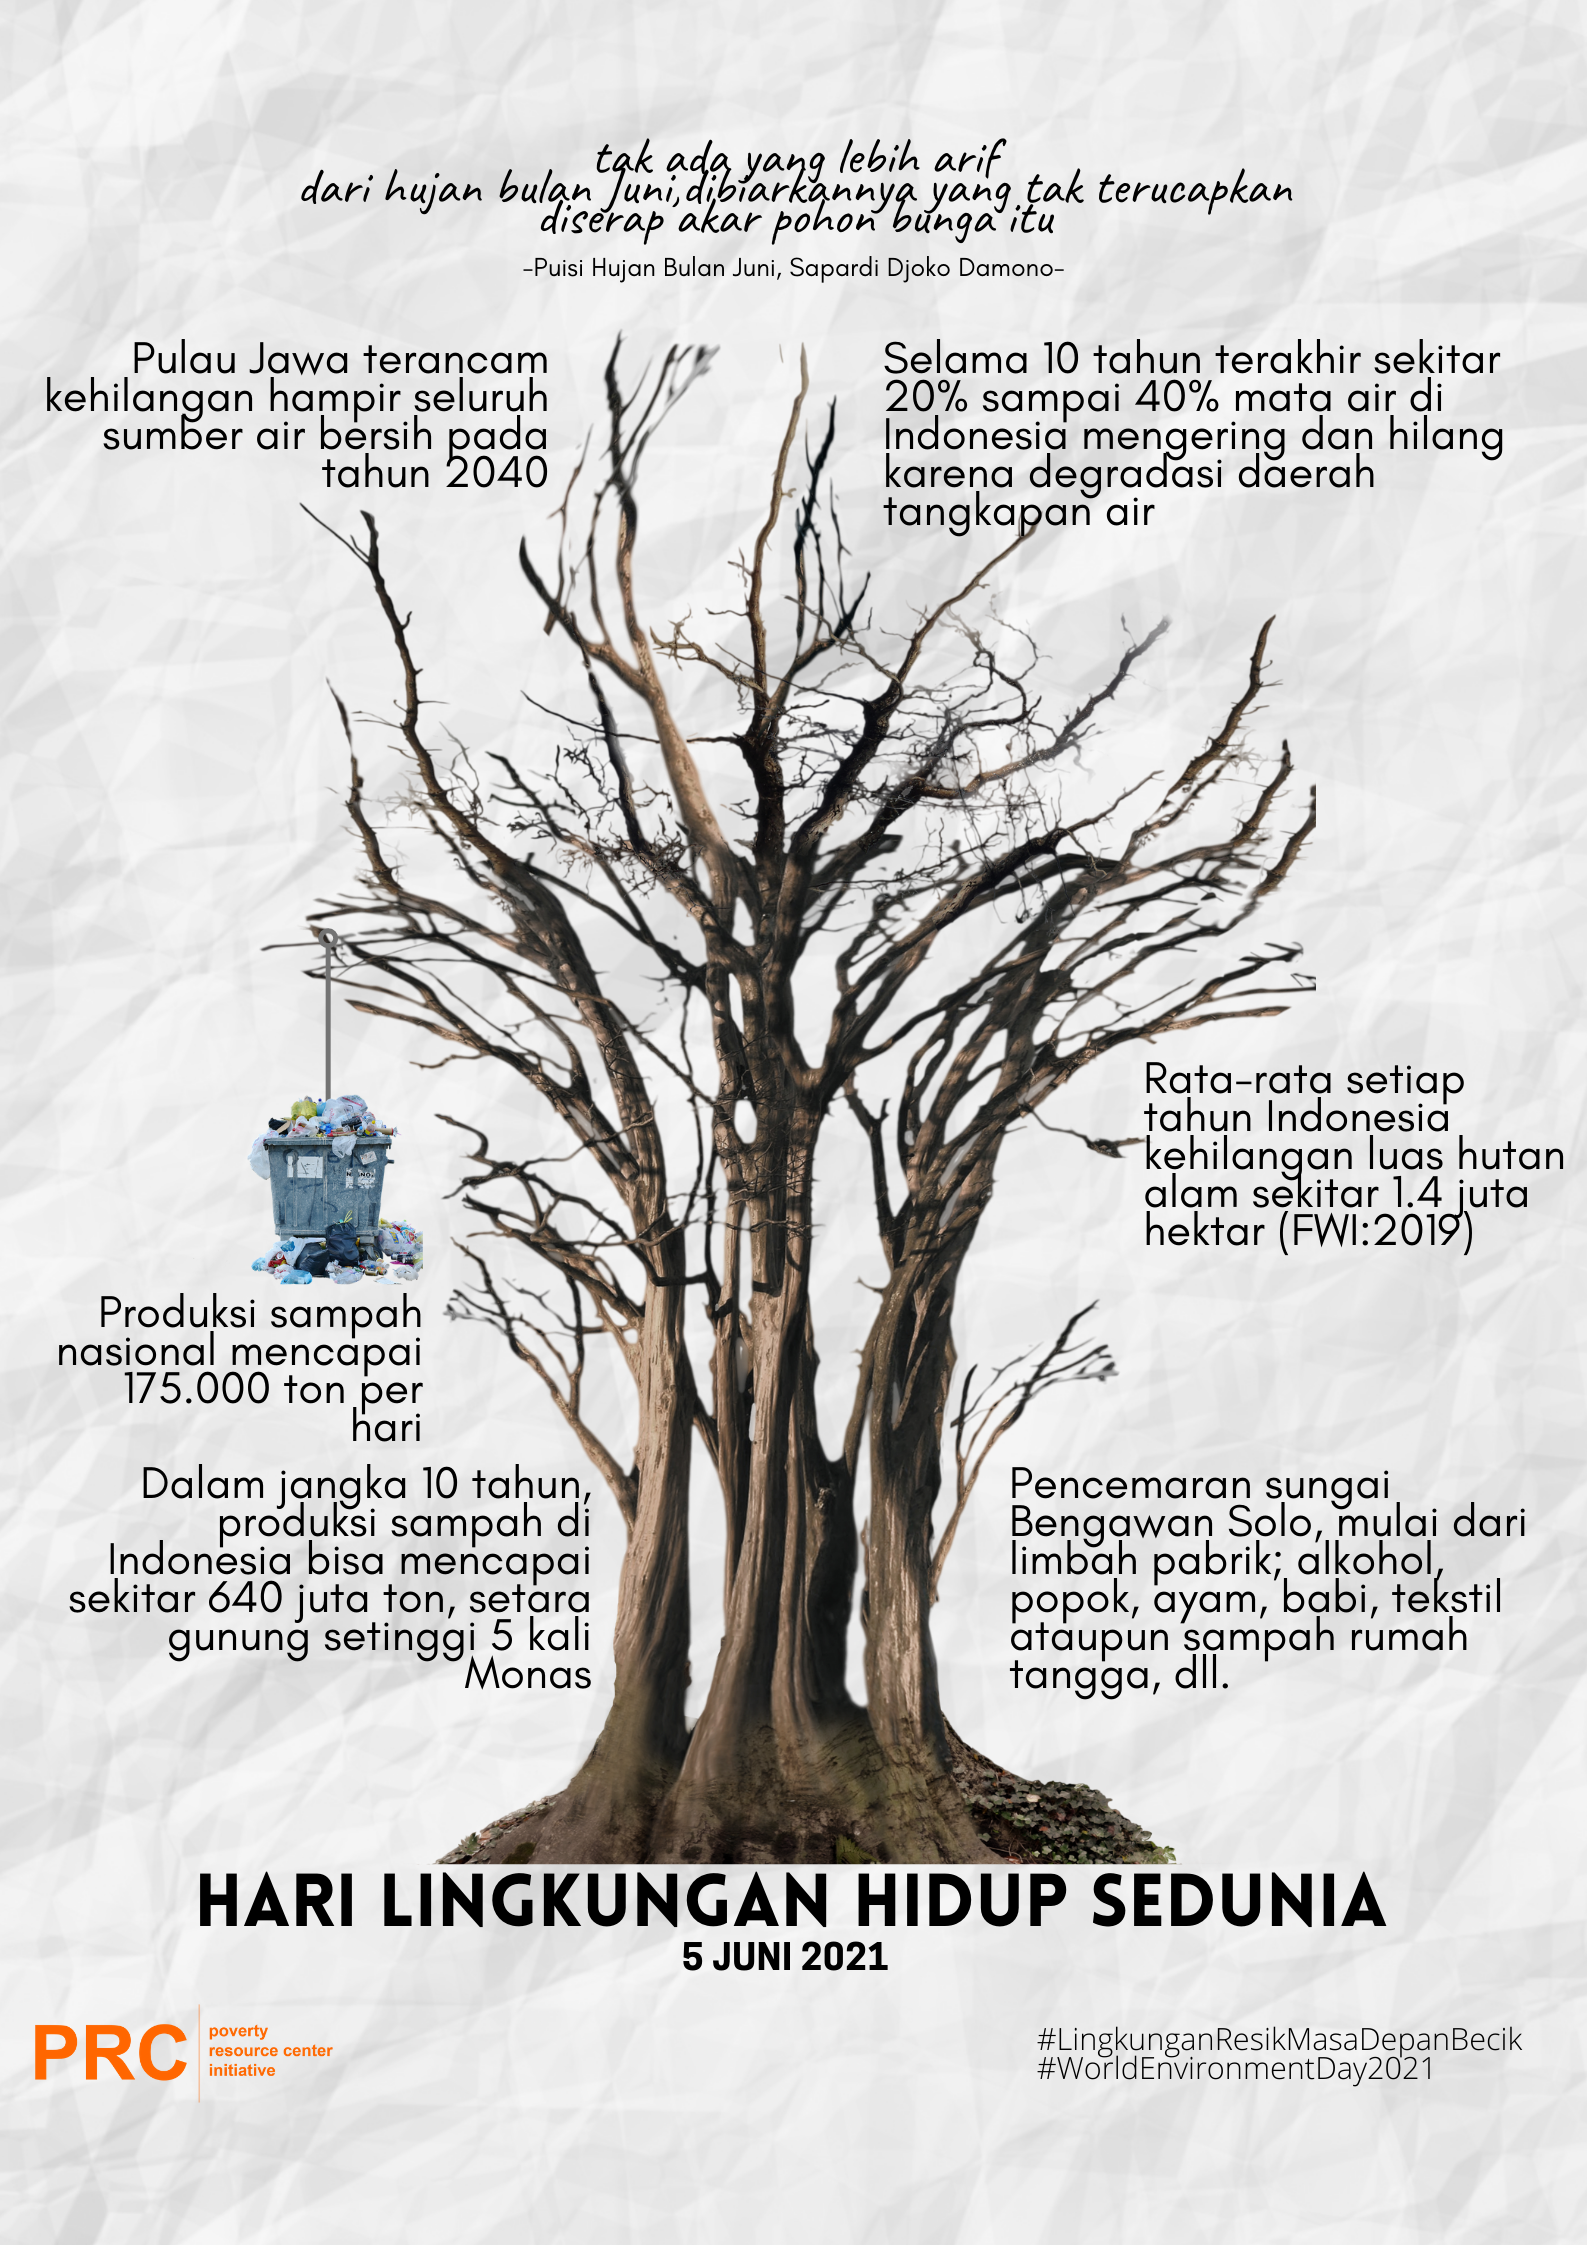 tak ada yang lebih arif
dari hujan bulan Juni,dibiarkannya yang tak terucapkan
diserap akar pohon bunga itu
-Puisi Hujan Bulan Juni, Sapardi Djoko Damono-
Pulau Jawa terancam
kehilangan hampir seluruh
sumber air bersih pada
tahun 2040
Selama 10 tahun terakhir sekitar
20% sampai 40% mata air di
Indonesia mengering dan hilang
karena degradasi daerah
tangkapan air
Rata-rata setiap
tahun Indonesia
kehilangan luas hutan
alam sekitar 1.4 juta
hektar (FWI:2019)
Produksi sampah
nasional mencapai
175.000 ton per
hari
Dalam jangka 10 tahun,
produksi sampah di
Indonesia bisa mencapai
sekitar 640 juta ton, setara
gunung setinggi 5 kali
Monas
Pencemaran sungai
Bengawan Solo, mulai dari
limbah pabrik; alkohol,
popok, ayam, babi, tekstil
ataupun sampah rumah
tangga, dll.
HARI LINGKUNGAN HIDUP SEDUNIA
5 JUNI 2021
PRC
poverty
resource center
initiative
#LingkunganResikMasaDepanBecik
#WorldEnvironmentDay2021